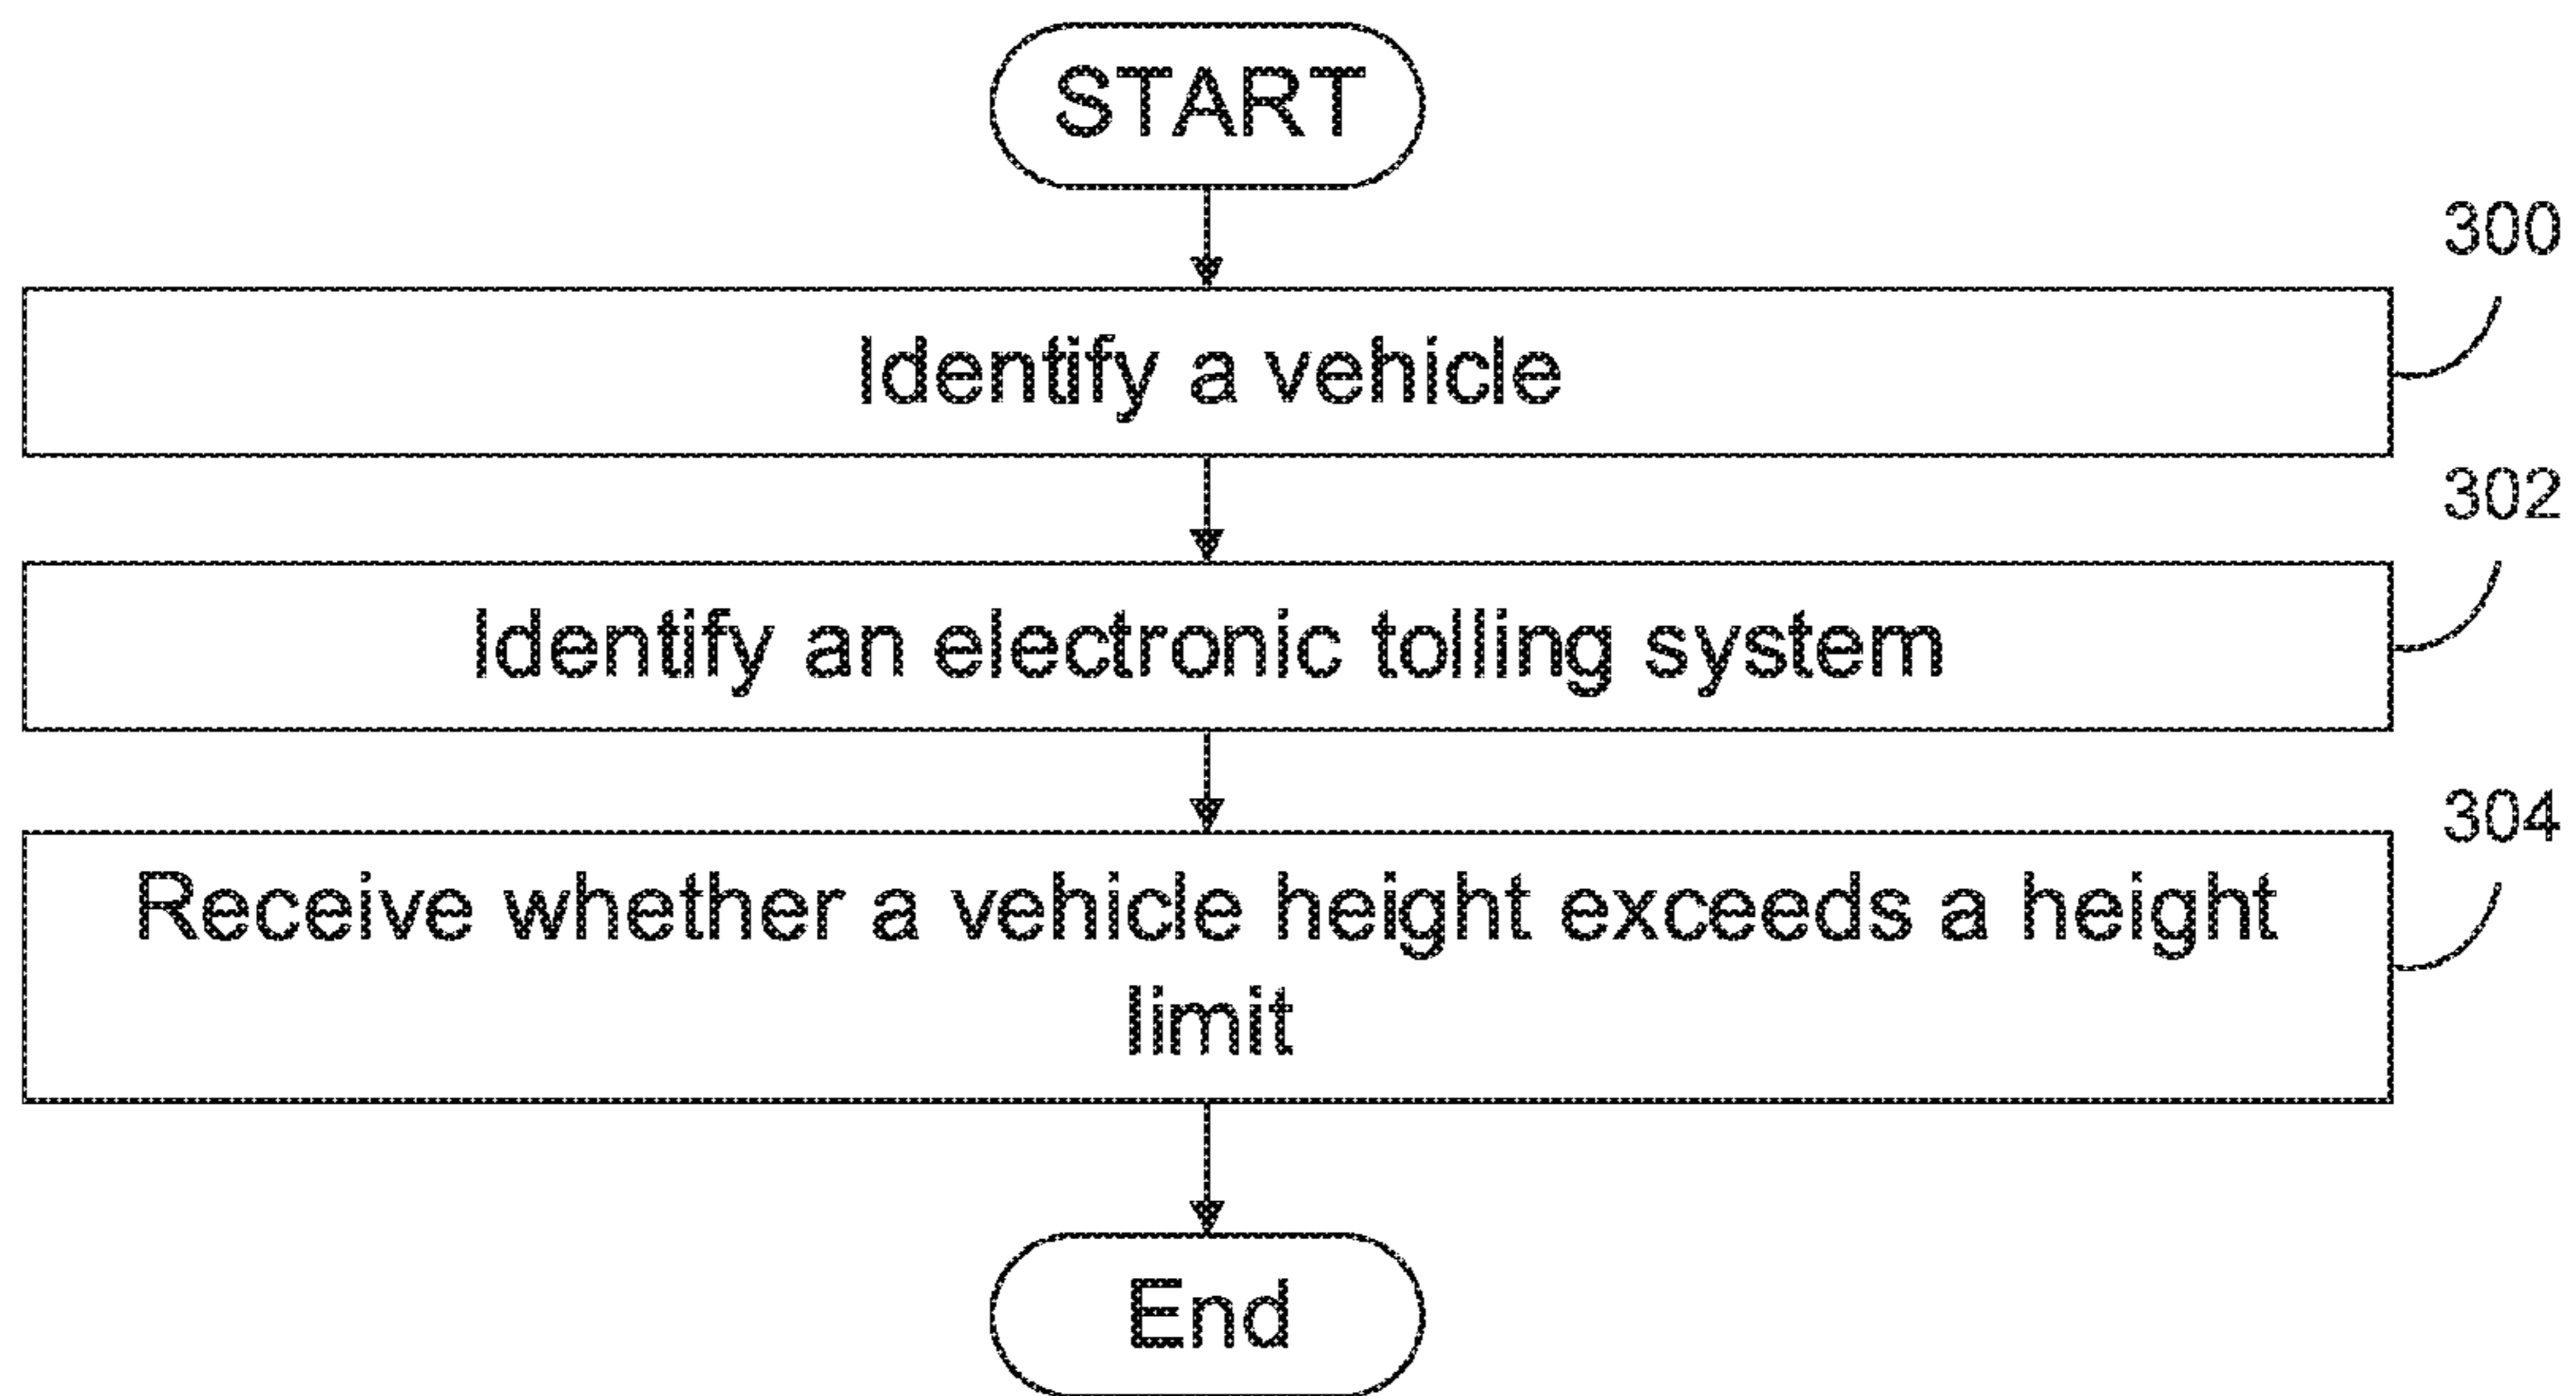 START
300
Identify a vehicle
302
Identify an electronic tolling system
304
Receive whether a vehicle height exceeds a height
limit
End